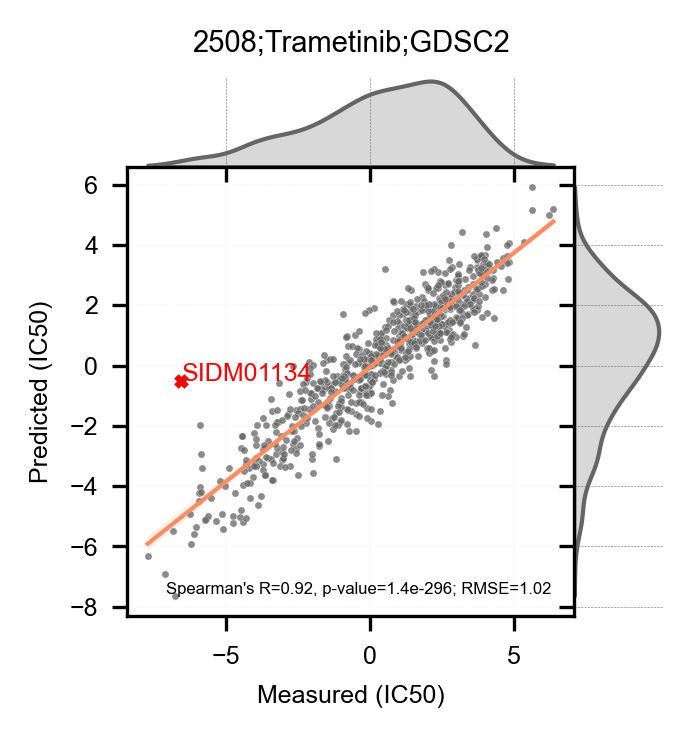 2508;Trametinib;GDSC2
6
4
2
0
−2
−4
−6
−8
Predicted (IC50)
SIDM01134
Spearman's R=0.92, p-value=1.4e-296; RMSE=1.02
−5
0
5
Measured (IC50)